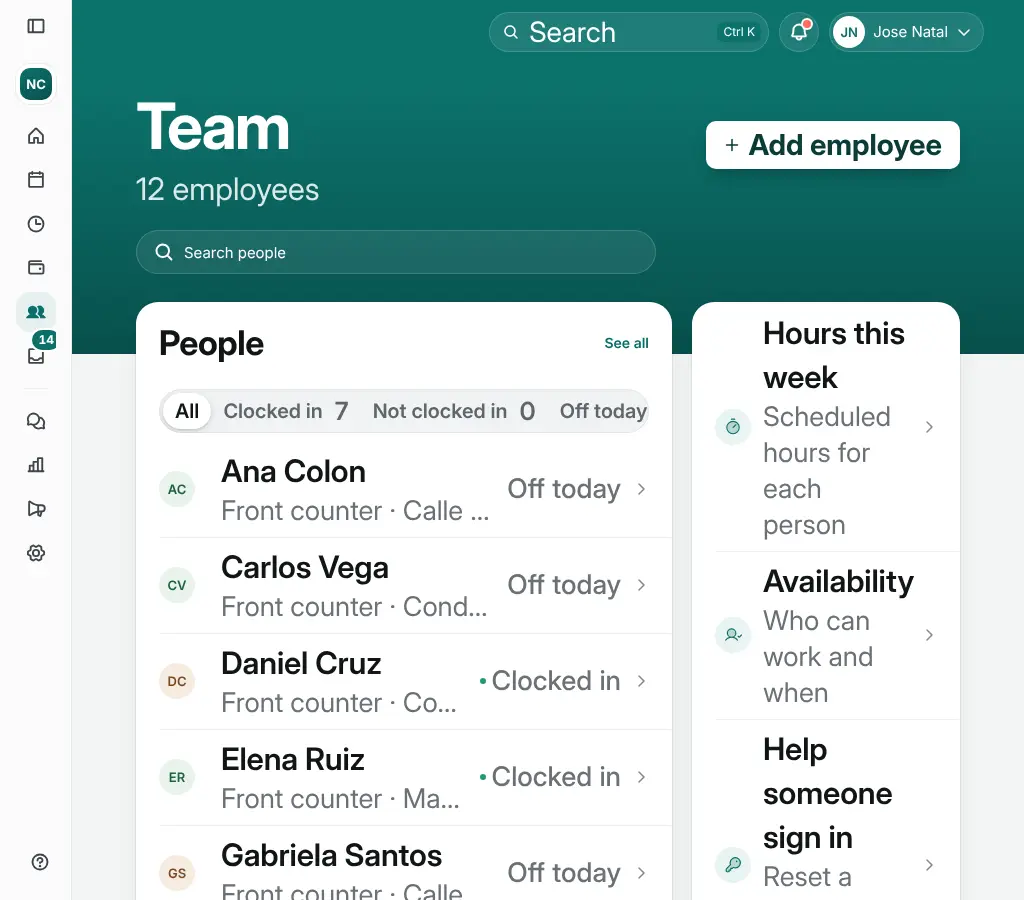 Search
Ctrl K
JN
Jose Natal
NC
Team
12 employees
+ Add employee
Search people
14
People
See all
All
Clocked in 7
Not clocked in 0
Off today
AC
Ana Colon
Front counter · Calle ...
Off today
CV
Carlos Vega
Front counter · Cond...
Off today
DC
Daniel Cruz
Front counter · Co...
Clocked in
ER
Elena Ruiz
Front counter · Ma...
Clocked in
GS
Gabriela Santos
Front counter · Calle
Off today
Hours this
week
Scheduled
hours for
each
person
Availability
Who can
work and
when
Help
someone
sign in
Reset a